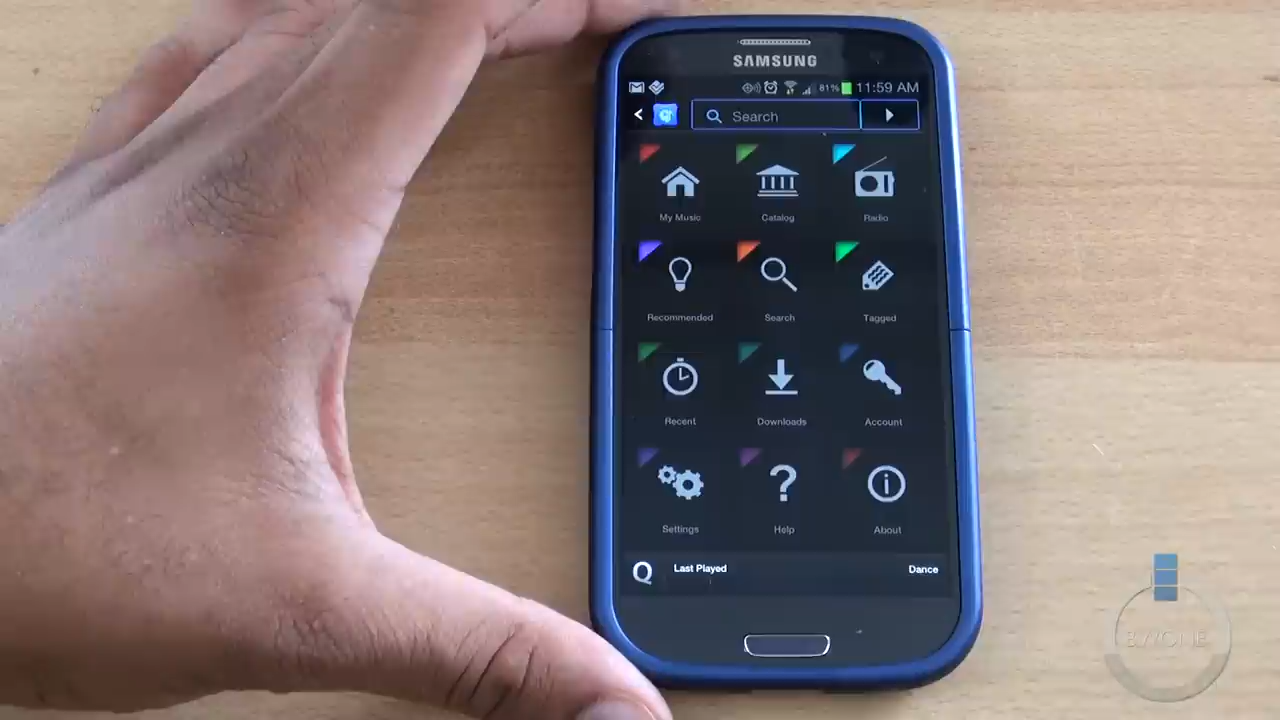 SAMSUNG
81% 11:59 AM
Search
My Music Catalog Radio
Recommended Search Tagged
Recent Downloads Account
Settings ? Help About
Q Last Played Dance